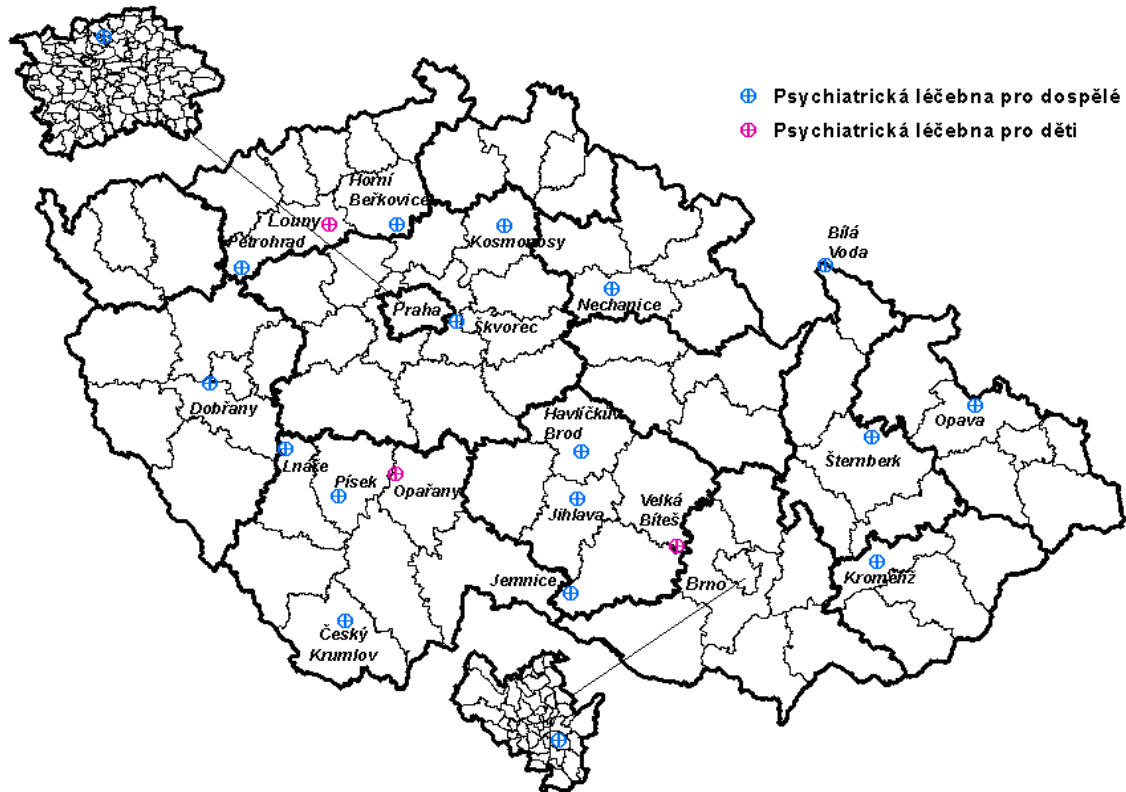 Psychiatrická léčebna pro dospělé
Psychiatrická léčebna pro děti
Horní
Beřkovice
Louny
Petrohrad
Kosmonosy
Bílá
Voda
Nechanice
Praha
Škvorec
Dobřany
Havlíčkův
Brod
Opava
Lnáře
Písek
Opařany
Šternberk
Velká
Bíteš
Jihlava
Jemnice
Brno
Český
Krumlov